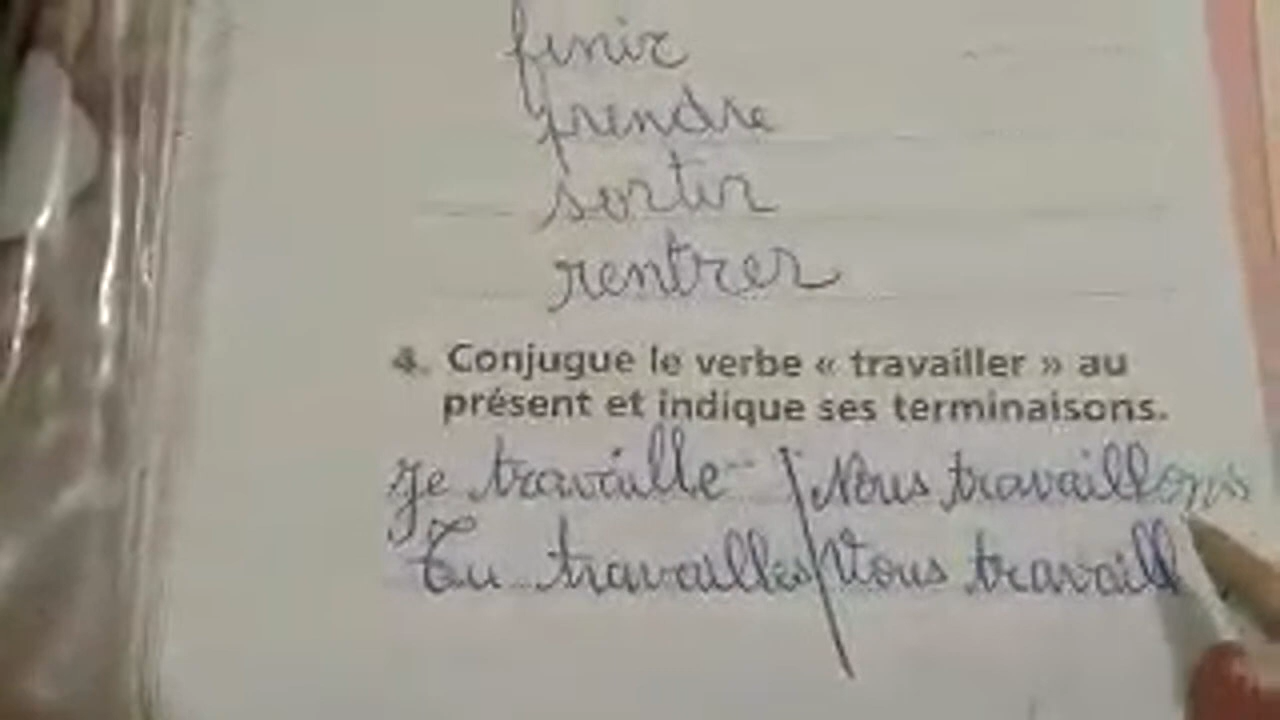 finir
prendre
sortir
rentrer
4. Conjugue le verbe « travailler » au
présent et indique ses terminaisons.
Je travaille Nous travaillons
Tu travailles Vous travaill